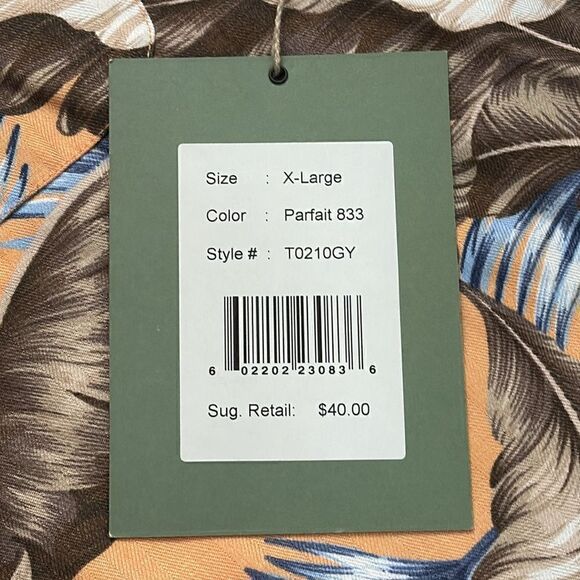 Size : X-Large
Color : Parfait 833
Style # : T0210GY
6 02202 23083 6
Sug. Retail: $40.00